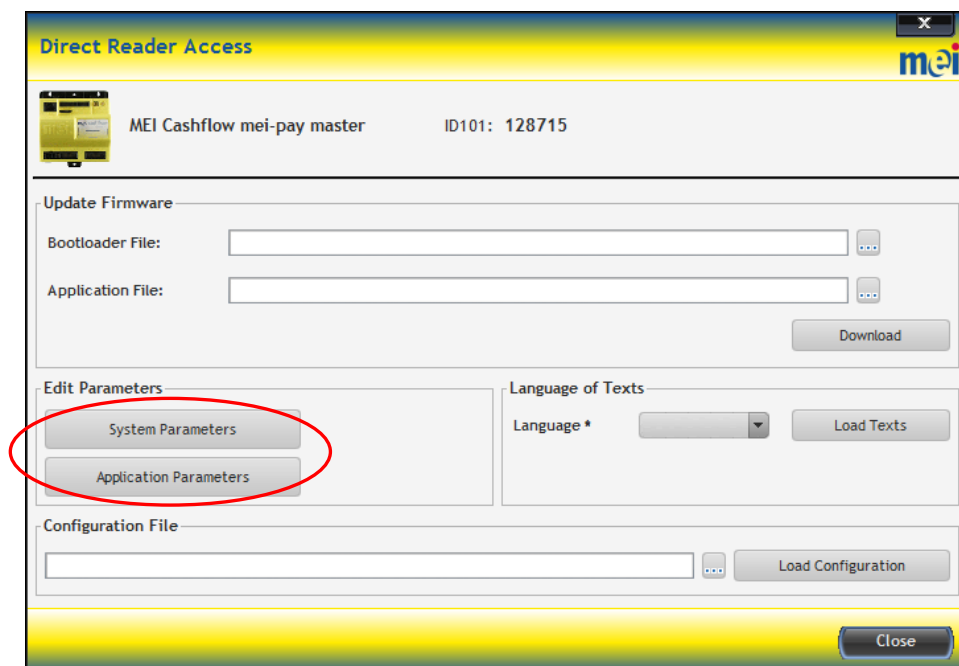 X
Direct Reader Access
mei
MEI Cashflow mei-pay master ID101: 128715
Update Firmware
Bootloader File: ...
Application File: ...
Download
Edit Parameters
System Parameters
Application Parameters
Language of Texts
Language *
Load Texts
Configuration File
... Load Configuration
Close